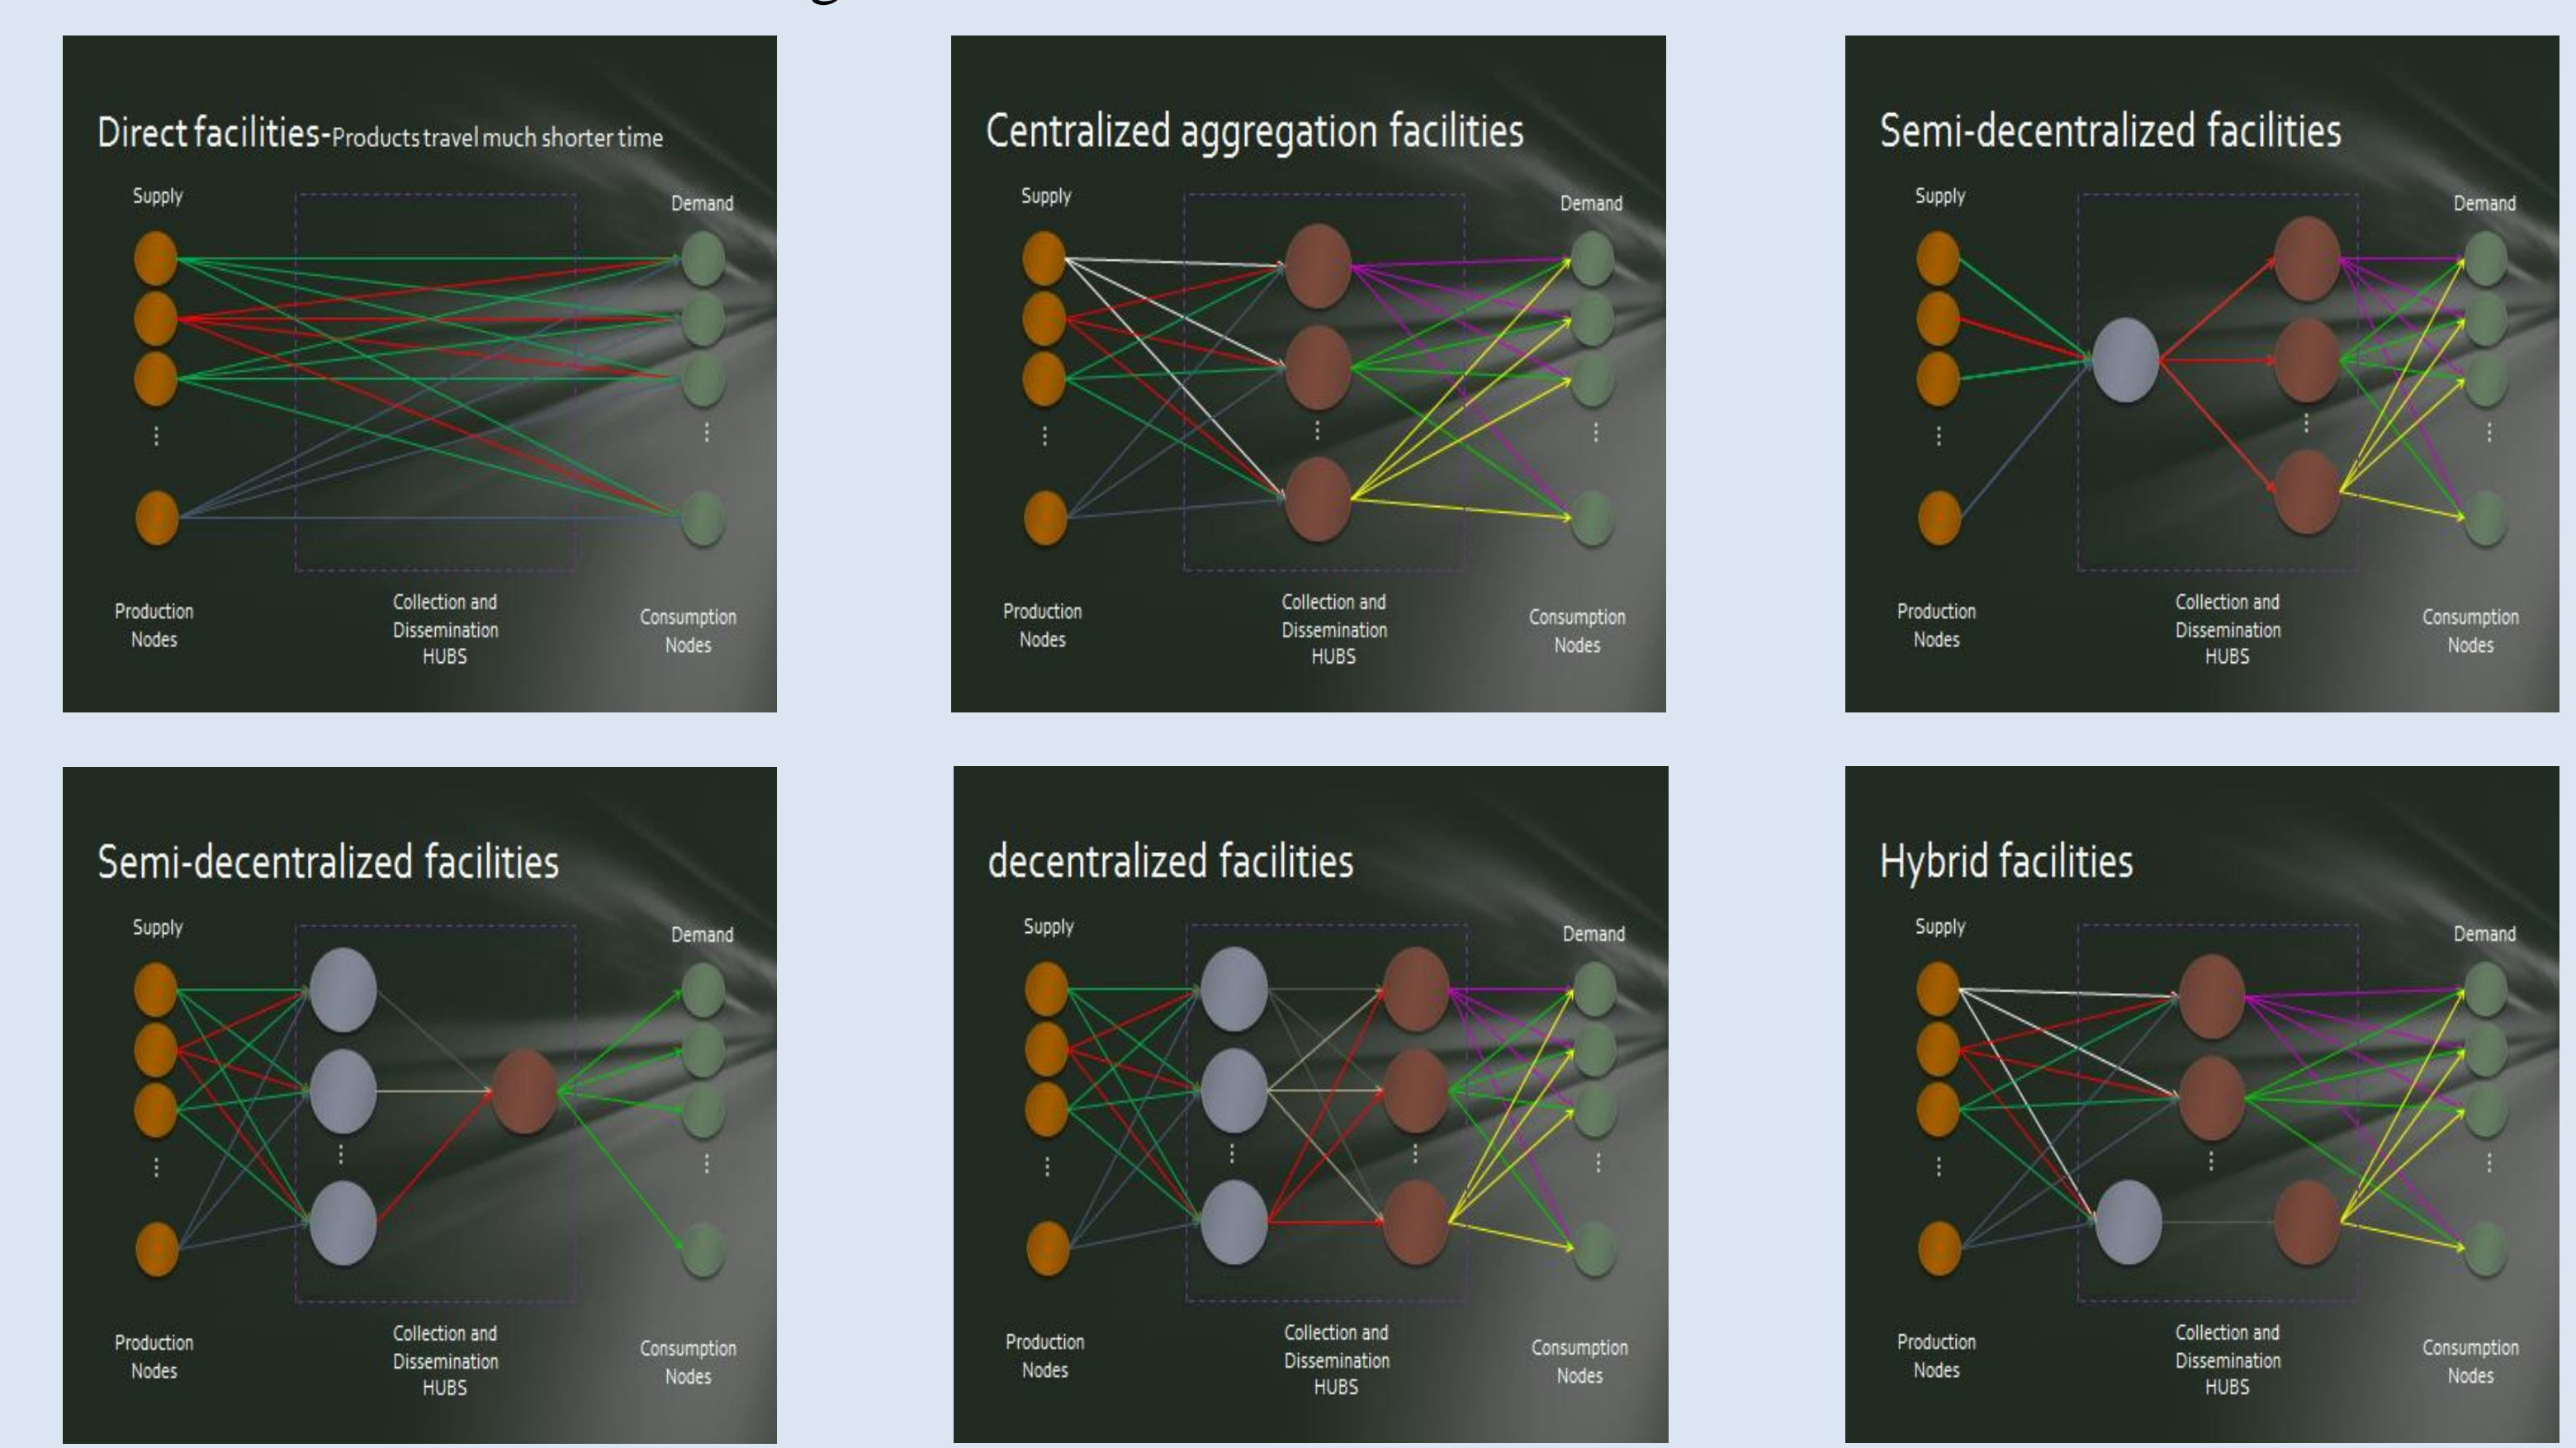 Direct facilities-Products travel much shorter time
Supply
Demand
Production
Nodes
Collection and
Dissemination
HUBS
Consumption
Nodes
Centralized aggregation facilities
Supply
Demand
Production
Nodes
Collection and
Dissemination
HUBS
Consumption
Nodes
Semi-decentralized facilities
Supply
Demand
Production
Nodes
Collection and
Dissemination
HUBS
Consumption
Nodes
Semi-decentralized facilities
Supply
Demand
Production
Nodes
Collection and
Dissemination
HUBS
Consumption
Nodes
decentralized facilities
Supply
Demand
Production
Nodes
Collection and
Dissemination
HUBS
Consumption
Nodes
Hybrid facilities
Supply
Demand
Production
Nodes
Collection and
Dissemination
HUBS
Consumption
Nodes